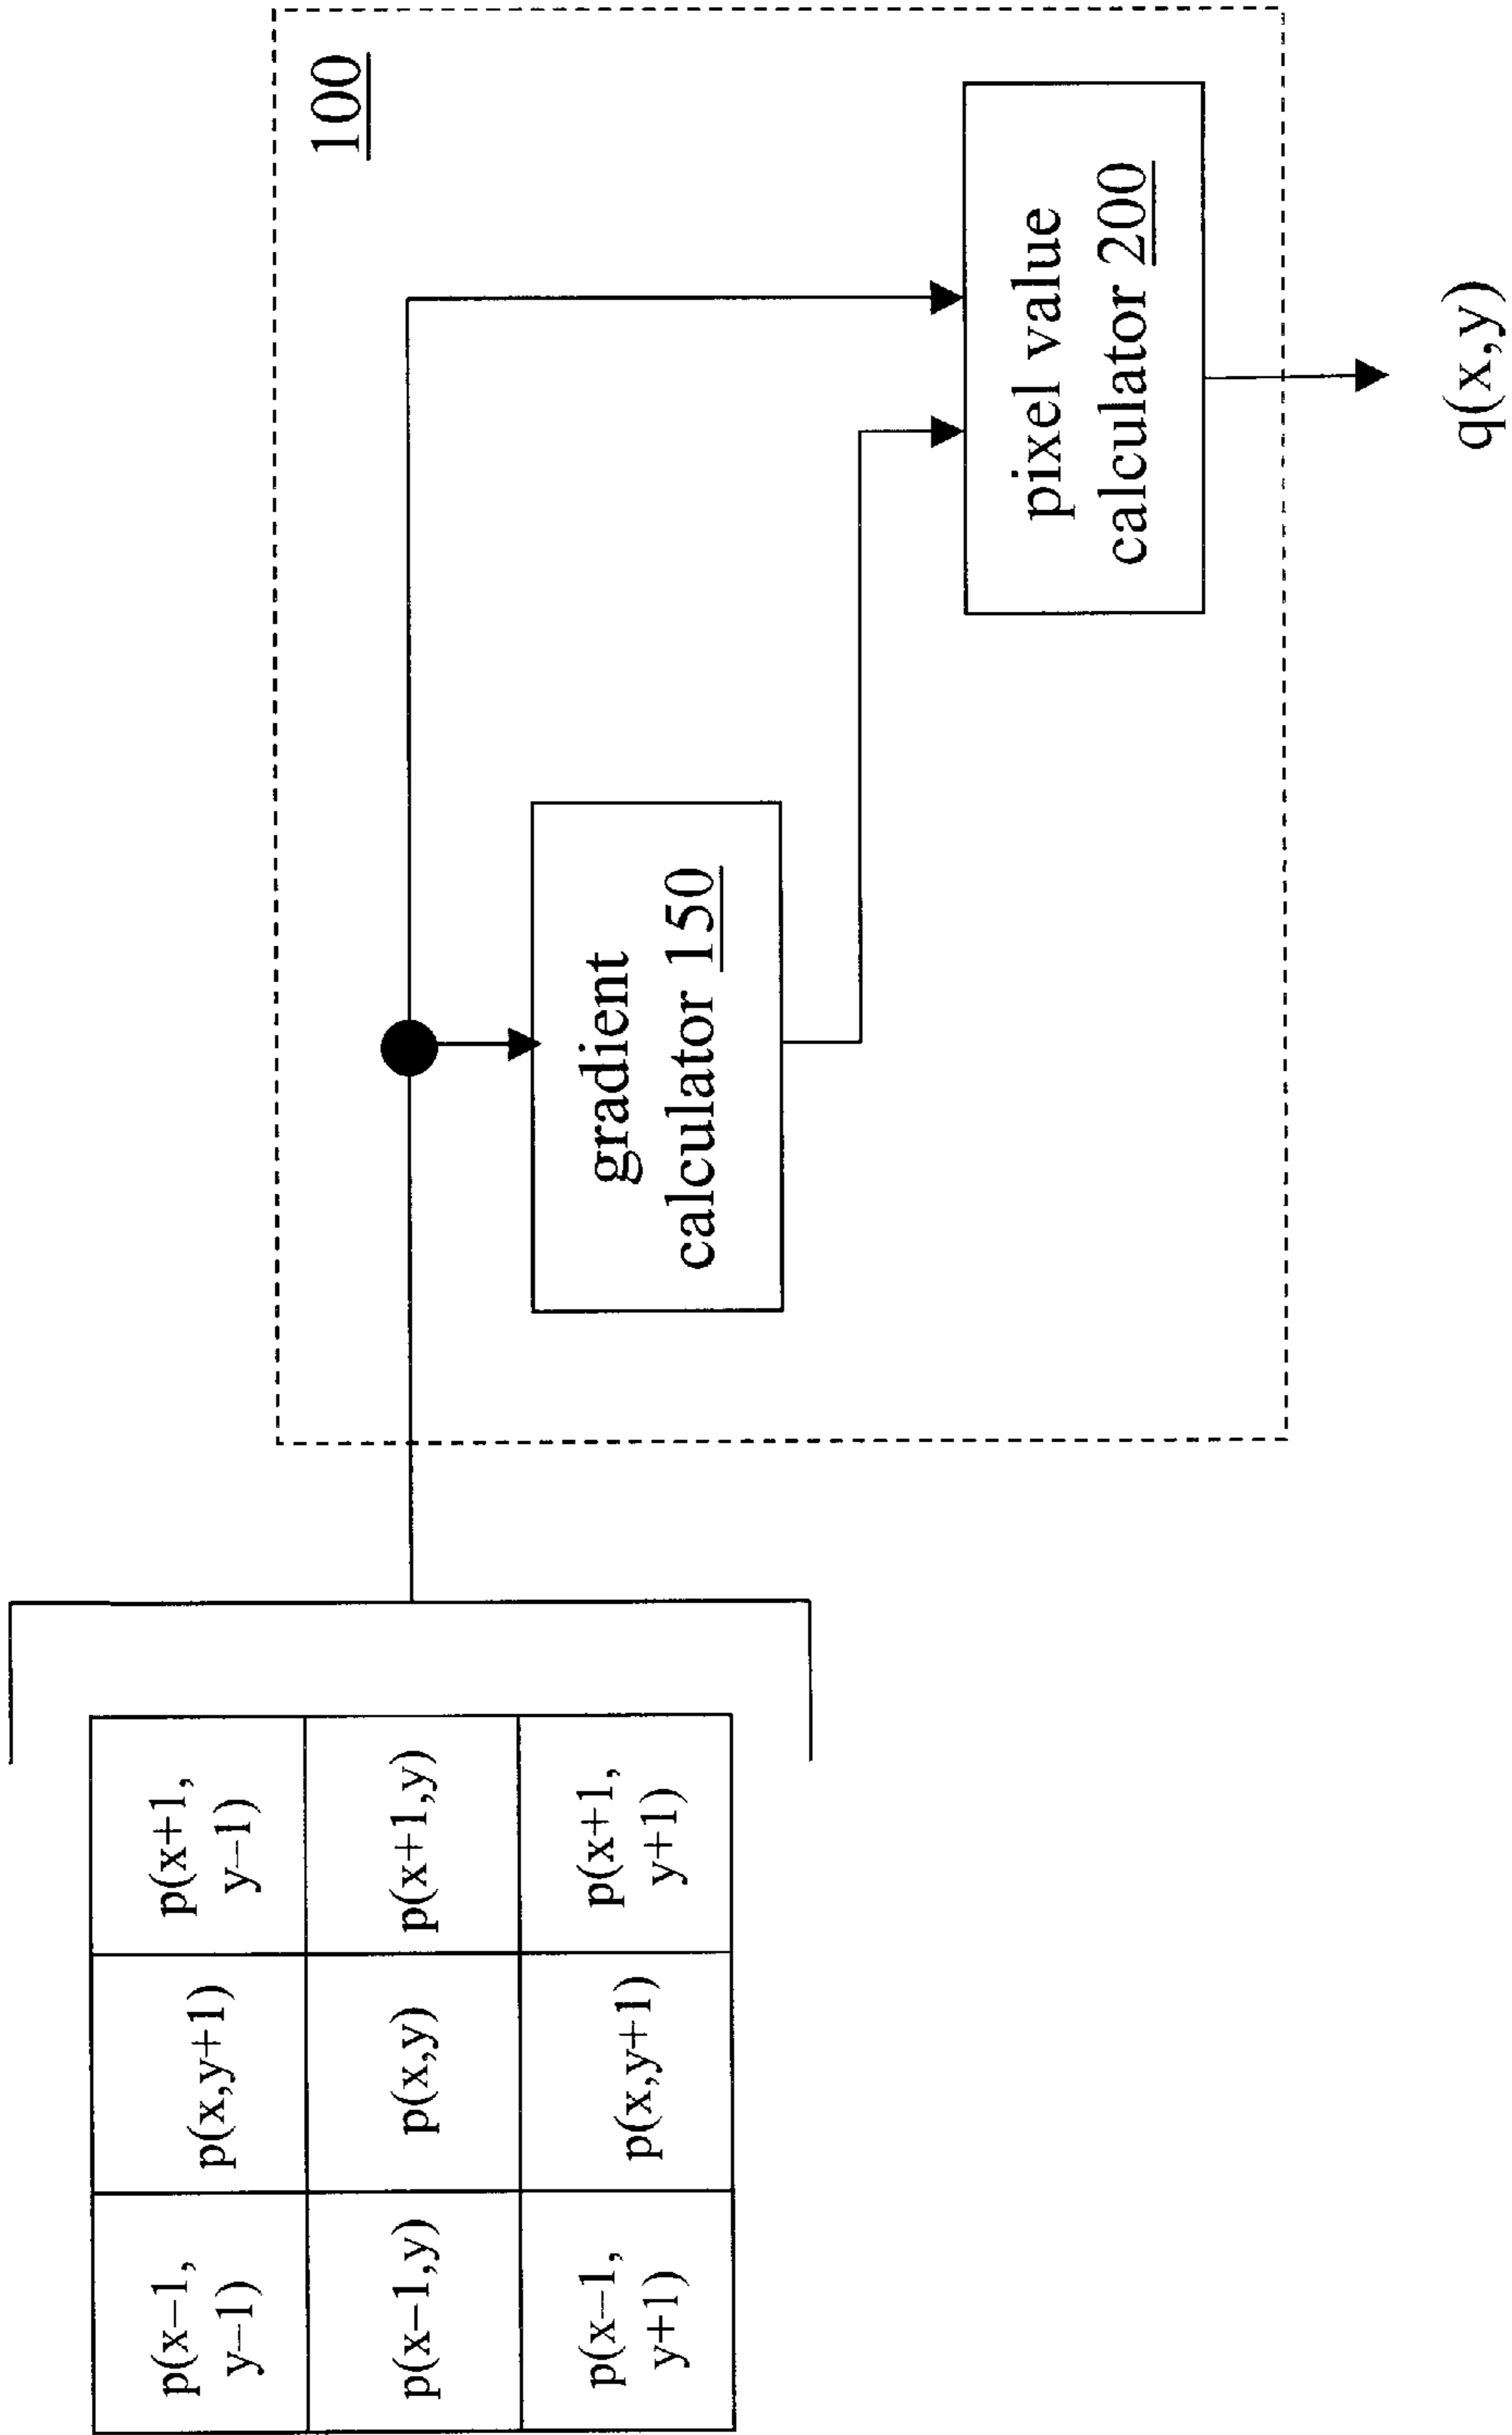 p(x–1,
y–1)
p(x,y+1)
p(x+1,
y–1)
p(x–1,y)
p(x,y)
p(x+1,y)
p(x–1,
y+1)
p(x,y+1)
p(x+1,
y+1)
100
gradient
calculator 150
pixel value
calculator 200
q(x,y)